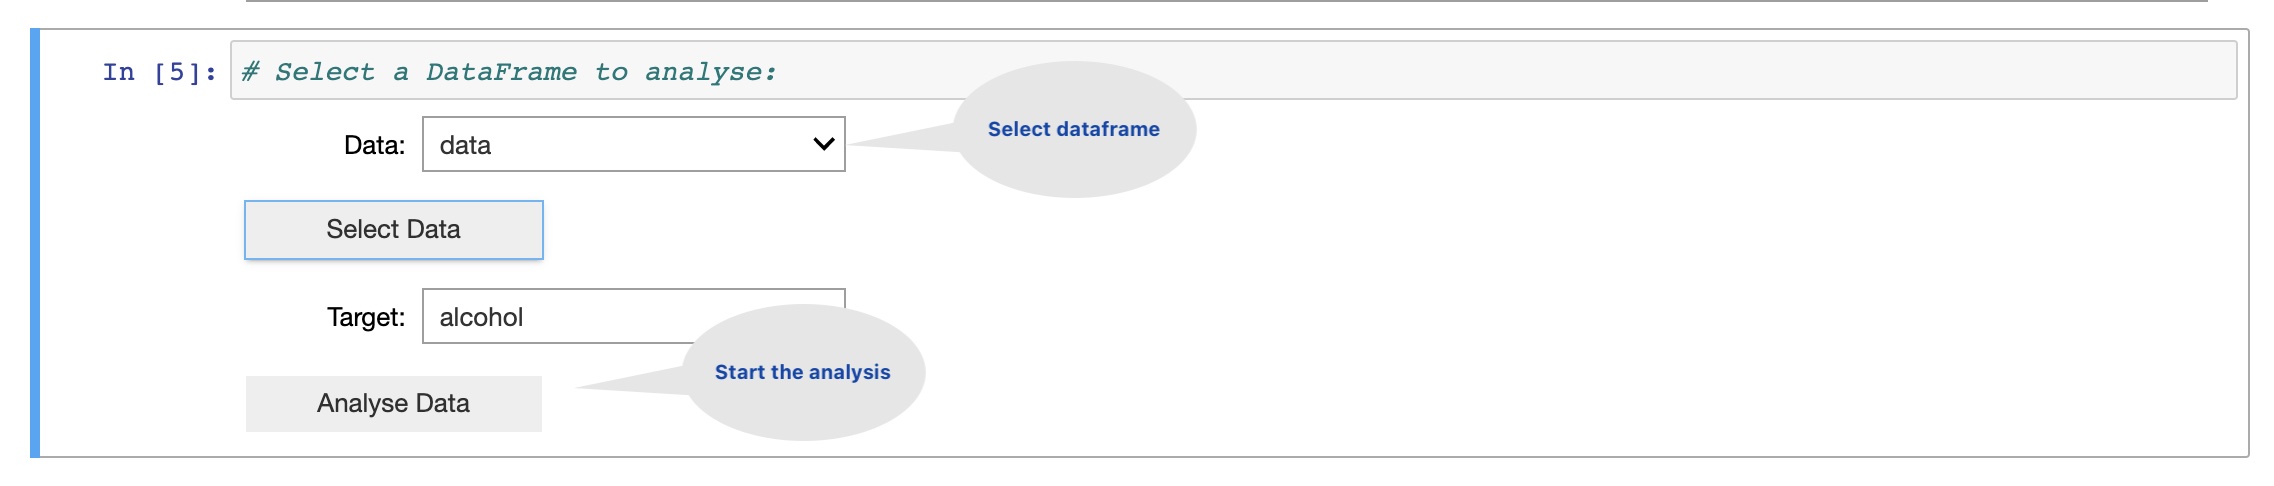 In [5]: # Select a DataFrame to analyse:
Data: data
Select dataframe
Select Data
Target: alcohol
Start the analysis
Analyse Data